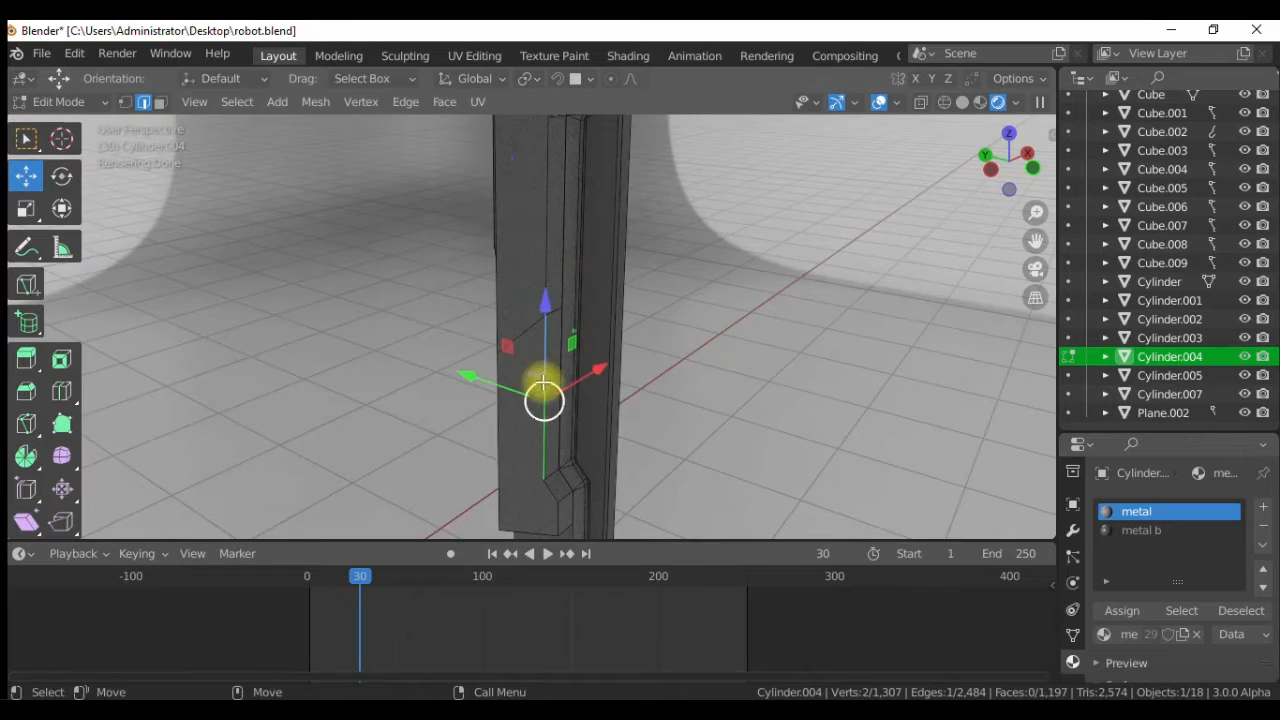 Blender* [C:\Users\Administrator\Desktop\robot.blend]
File Edit Render Window Help Layout Modeling Sculpting UV Editing Texture Paint Shading Animation Rendering Compositing Scene View Layer
Orientation: Default Drag: Select Box Global X Y Z Options
Edit Mode View Select Add Mesh Vertex Edge Face UV
User Perspective
(30) Cylinder.004
Rendering Done
Z
Y
X
Cube
Cube.001
Cube.002
Cube.003
Cube.004
Cube.005
Cube.006
Cube.007
Cube.008
Cube.009
Cylinder
Cylinder.001
Cylinder.002
Cylinder.003
Cylinder.004
Cylinder.005
Cylinder.007
Plane.002
Cylinder.... me...
metal
metal b
Assign Select Deselect
me 29 Data
Preview
Playback Keying View Marker 30 Start 1 End 250
-100 0 30 100 200 300 400
Select Move Move Call Menu Cylinder.004 | Verts:2/1,307 | Edges:1/2,484 | Faces:0/1,197 | Tris:2,574 | Objects:1/18 | 3.0.0 Alpha